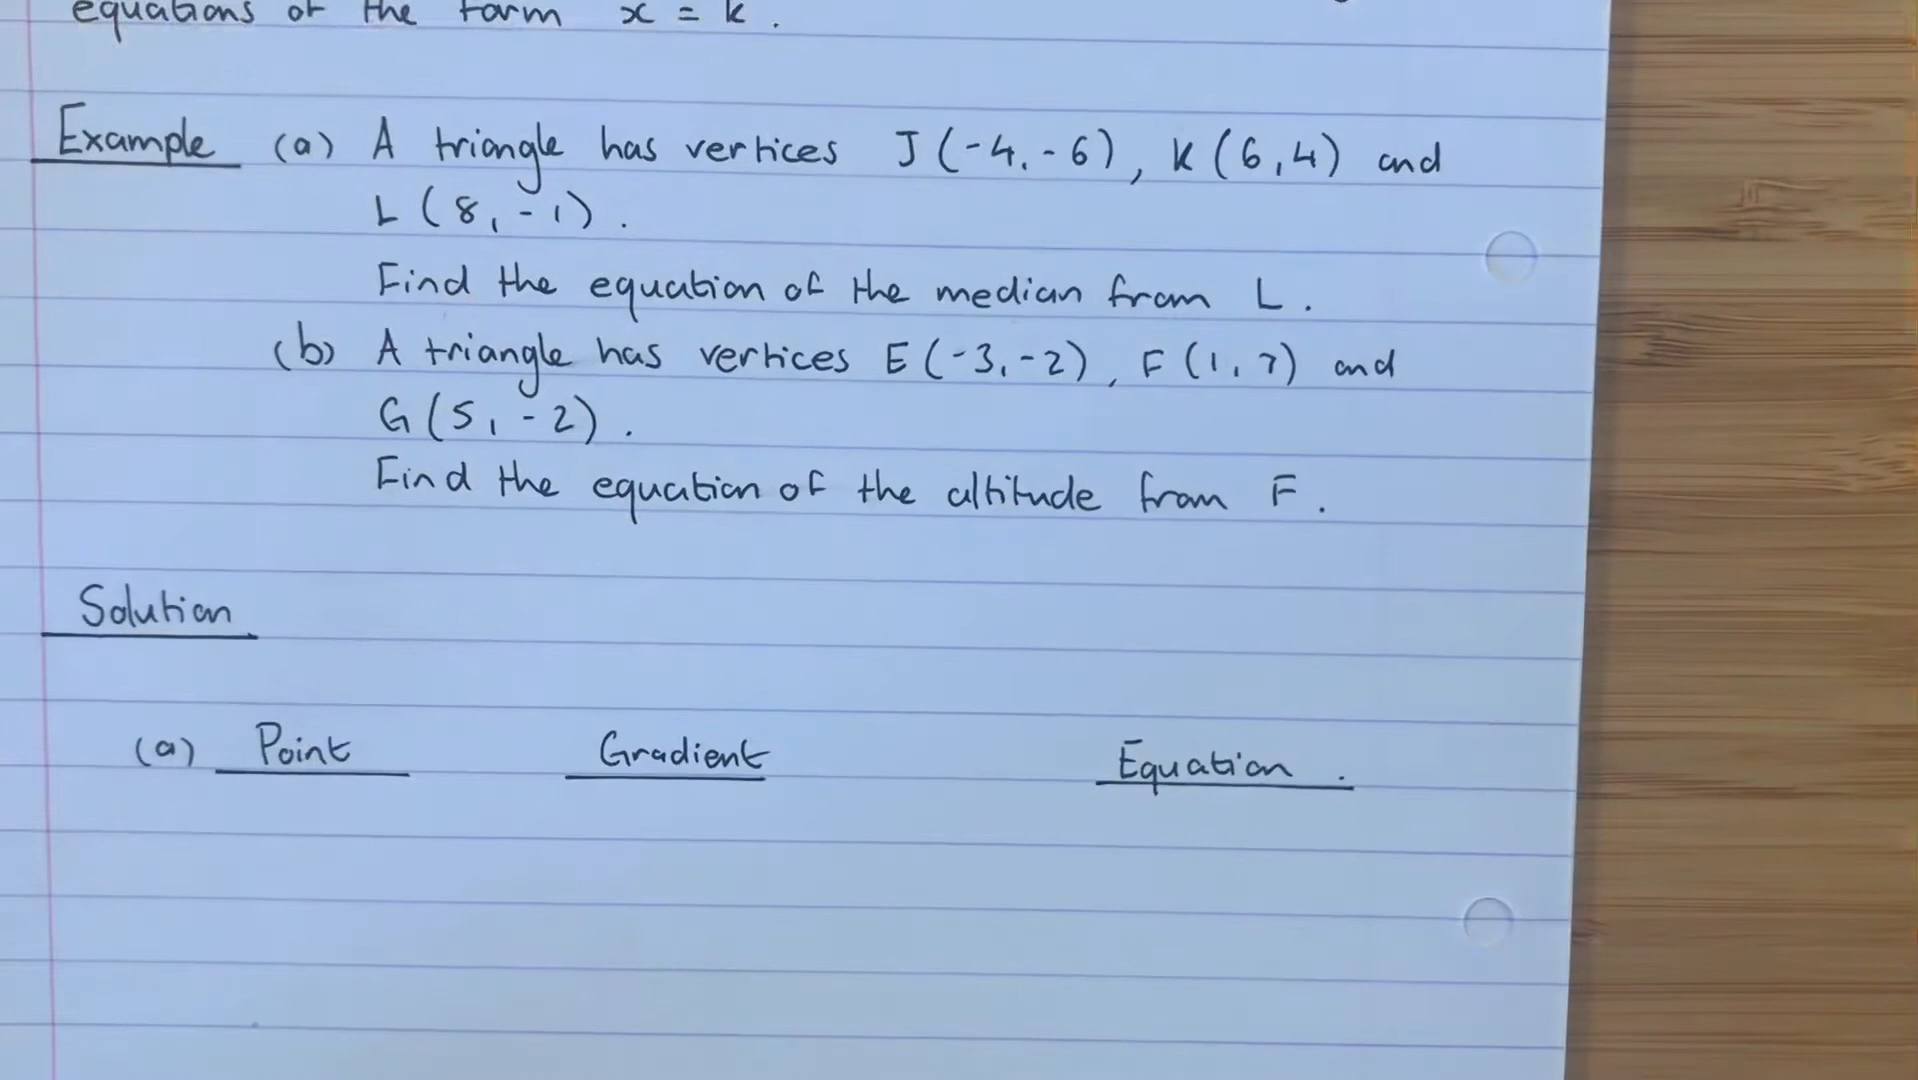 equations of the form x = k .
Example (a) A triangle has vertices J (-4, -6), K (6, 4) and
L (8, -1) .
Find the equation of the median from L .
(b) A triangle has vertices E (-3, -2), F (1, 7) and
G (5, -2) .
Find the equation of the altitude from F .
Solution
(a) Point Gradient Equation .